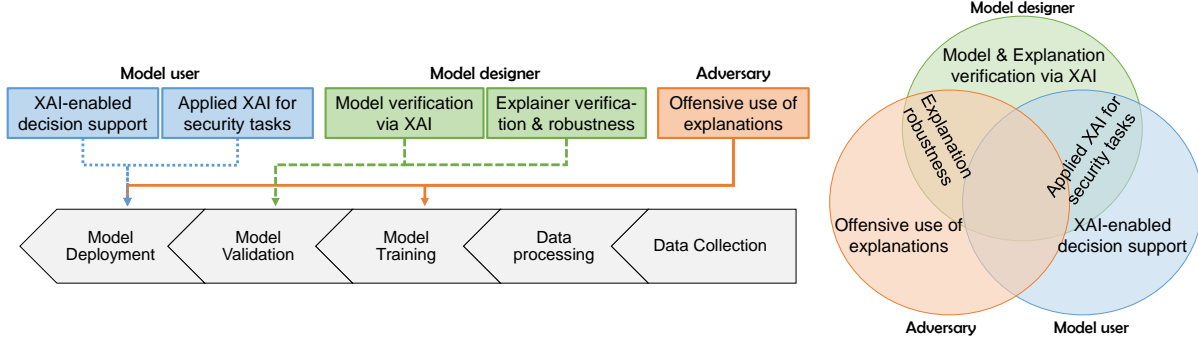 Model user
Model designer
Adversary
XAI-enabled
decision support
Applied XAI for
security tasks
Model verification
via XAI
Explainer verifica-
tion & robustness
Offensive use of
explanations
Model
Deployment
Model
Validation
Model
Training
Data
processing
Data Collection
Model designer
Model & Explanation
verification via XAI
Explanation
robustness
Applied XAI for
security tasks
Offensive use of
explanations
XAI-enabled
decision support
Adversary
Model user